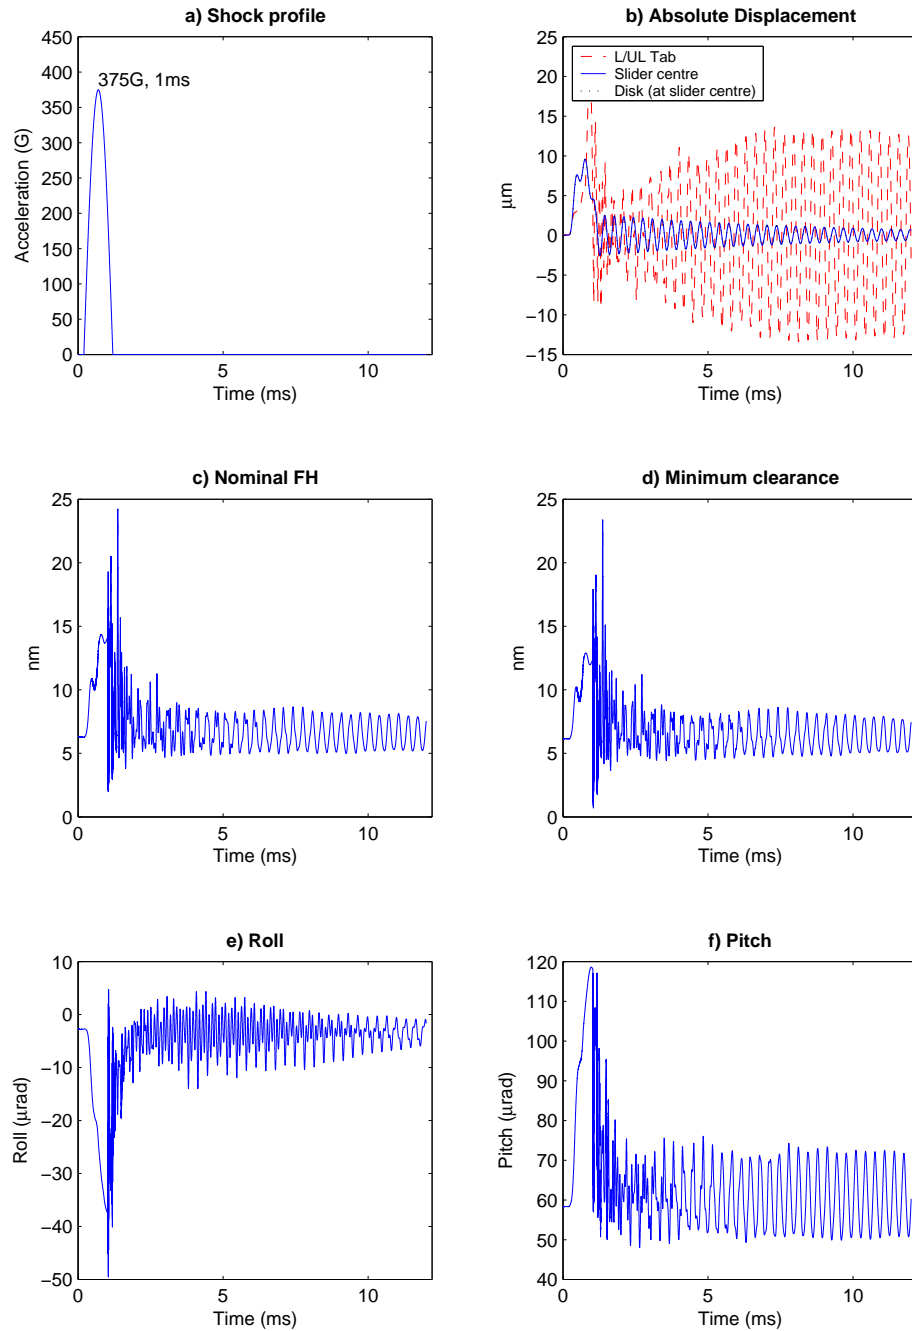 a) Shock profile
450
400
350
300
250
200
150
100
50
0
Acceleration (G)
375G, 1ms
0 5 10
Time (ms)
b) Absolute Displacement
25
20
15
10
5
0
−5
−10
−15
µm
L/UL Tab
Slider centre
Disk (at slider centre)
0 5 10
Time (ms)
c) Nominal FH
25
20
15
10
5
0
nm
0 5 10
Time (ms)
d) Minimum clearance
25
20
15
10
5
0
nm
0 5 10
Time (ms)
e) Roll
10
0
−10
−20
−30
−40
−50
Roll (µrad)
0 5 10
Time (ms)
f) Pitch
120
110
100
90
80
70
60
50
40
Pitch (µrad)
0 5 10
Time (ms)